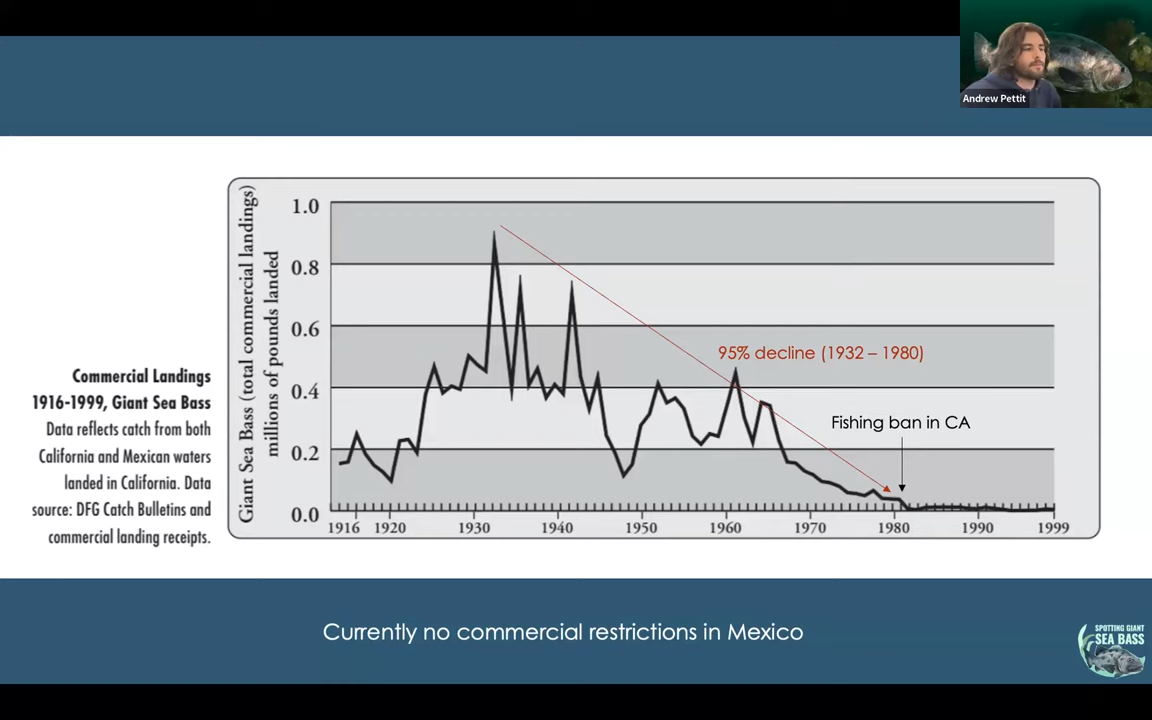 Andrew Pettit
Giant Sea Bass (total commercial landings)
millions of pounds landed
1.0
0.8
0.6
0.4
0.2
0.0
1916 1920 1930 1940 1950 1960 1970 1980 1990 1999
95% decline (1932 – 1980)
Fishing ban in CA
Commercial Landings
1916-1999, Giant Sea Bass
Data reflects catch from both
California and Mexican waters
landed in California. Data
source: DFG Catch Bulletins and
commercial landing receipts.
Currently no commercial restrictions in Mexico
SPOTTING GIANT
SEA BASS